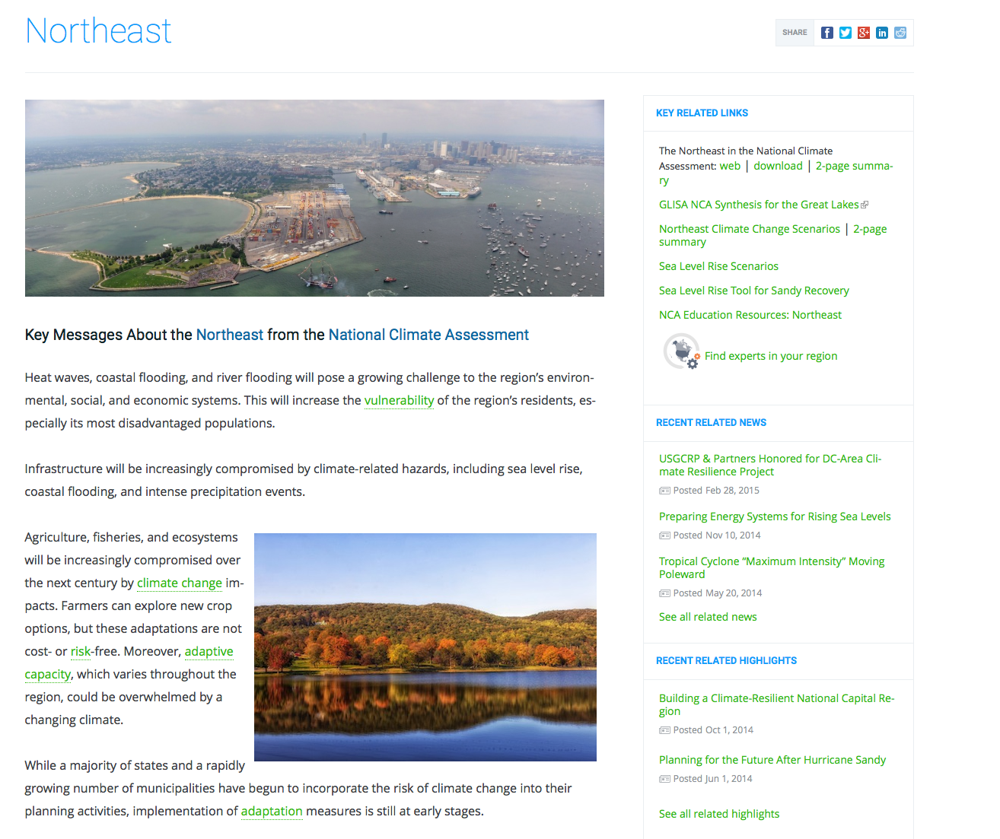 Northeast
SHARE
Key Messages About the Northeast from the National Climate Assessment
Heat waves, coastal flooding, and river flooding will pose a growing challenge to the region’s environ-
mental, social, and economic systems. This will increase the vulnerability of the region’s residents, es-
pecially its most disadvantaged populations.
Infrastructure will be increasingly compromised by climate-related hazards, including sea level rise,
coastal flooding, and intense precipitation events.
Agriculture, fisheries, and ecosystems
will be increasingly compromised over
the next century by climate change im-
pacts. Farmers can explore new crop
options, but these adaptations are not
cost- or risk-free. Moreover, adaptive
capacity, which varies throughout the
region, could be overwhelmed by a
changing climate.
While a majority of states and a rapidly
growing number of municipalities have begun to incorporate the risk of climate change into their
planning activities, implementation of adaptation measures is still at early stages.
KEY RELATED LINKS
The Northeast in the National Climate
Assessment: web | download | 2-page summa-
ry
GLISA NCA Synthesis for the Great Lakes
Northeast Climate Change Scenarios | 2-page
summary
Sea Level Rise Scenarios
Sea Level Rise Tool for Sandy Recovery
NCA Education Resources: Northeast
Find experts in your region
RECENT RELATED NEWS
USGCRP & Partners Honored for DC-Area Cli-
mate Resilience Project
Posted Feb 28, 2015
Preparing Energy Systems for Rising Sea Levels
Posted Nov 10, 2014
Tropical Cyclone “Maximum Intensity” Moving
Poleward
Posted May 20, 2014
See all related news
RECENT RELATED HIGHLIGHTS
Building a Climate-Resilient National Capital Re-
gion
Posted Oct 1, 2014
Planning for the Future After Hurricane Sandy
Posted Jun 1, 2014
See all related highlights